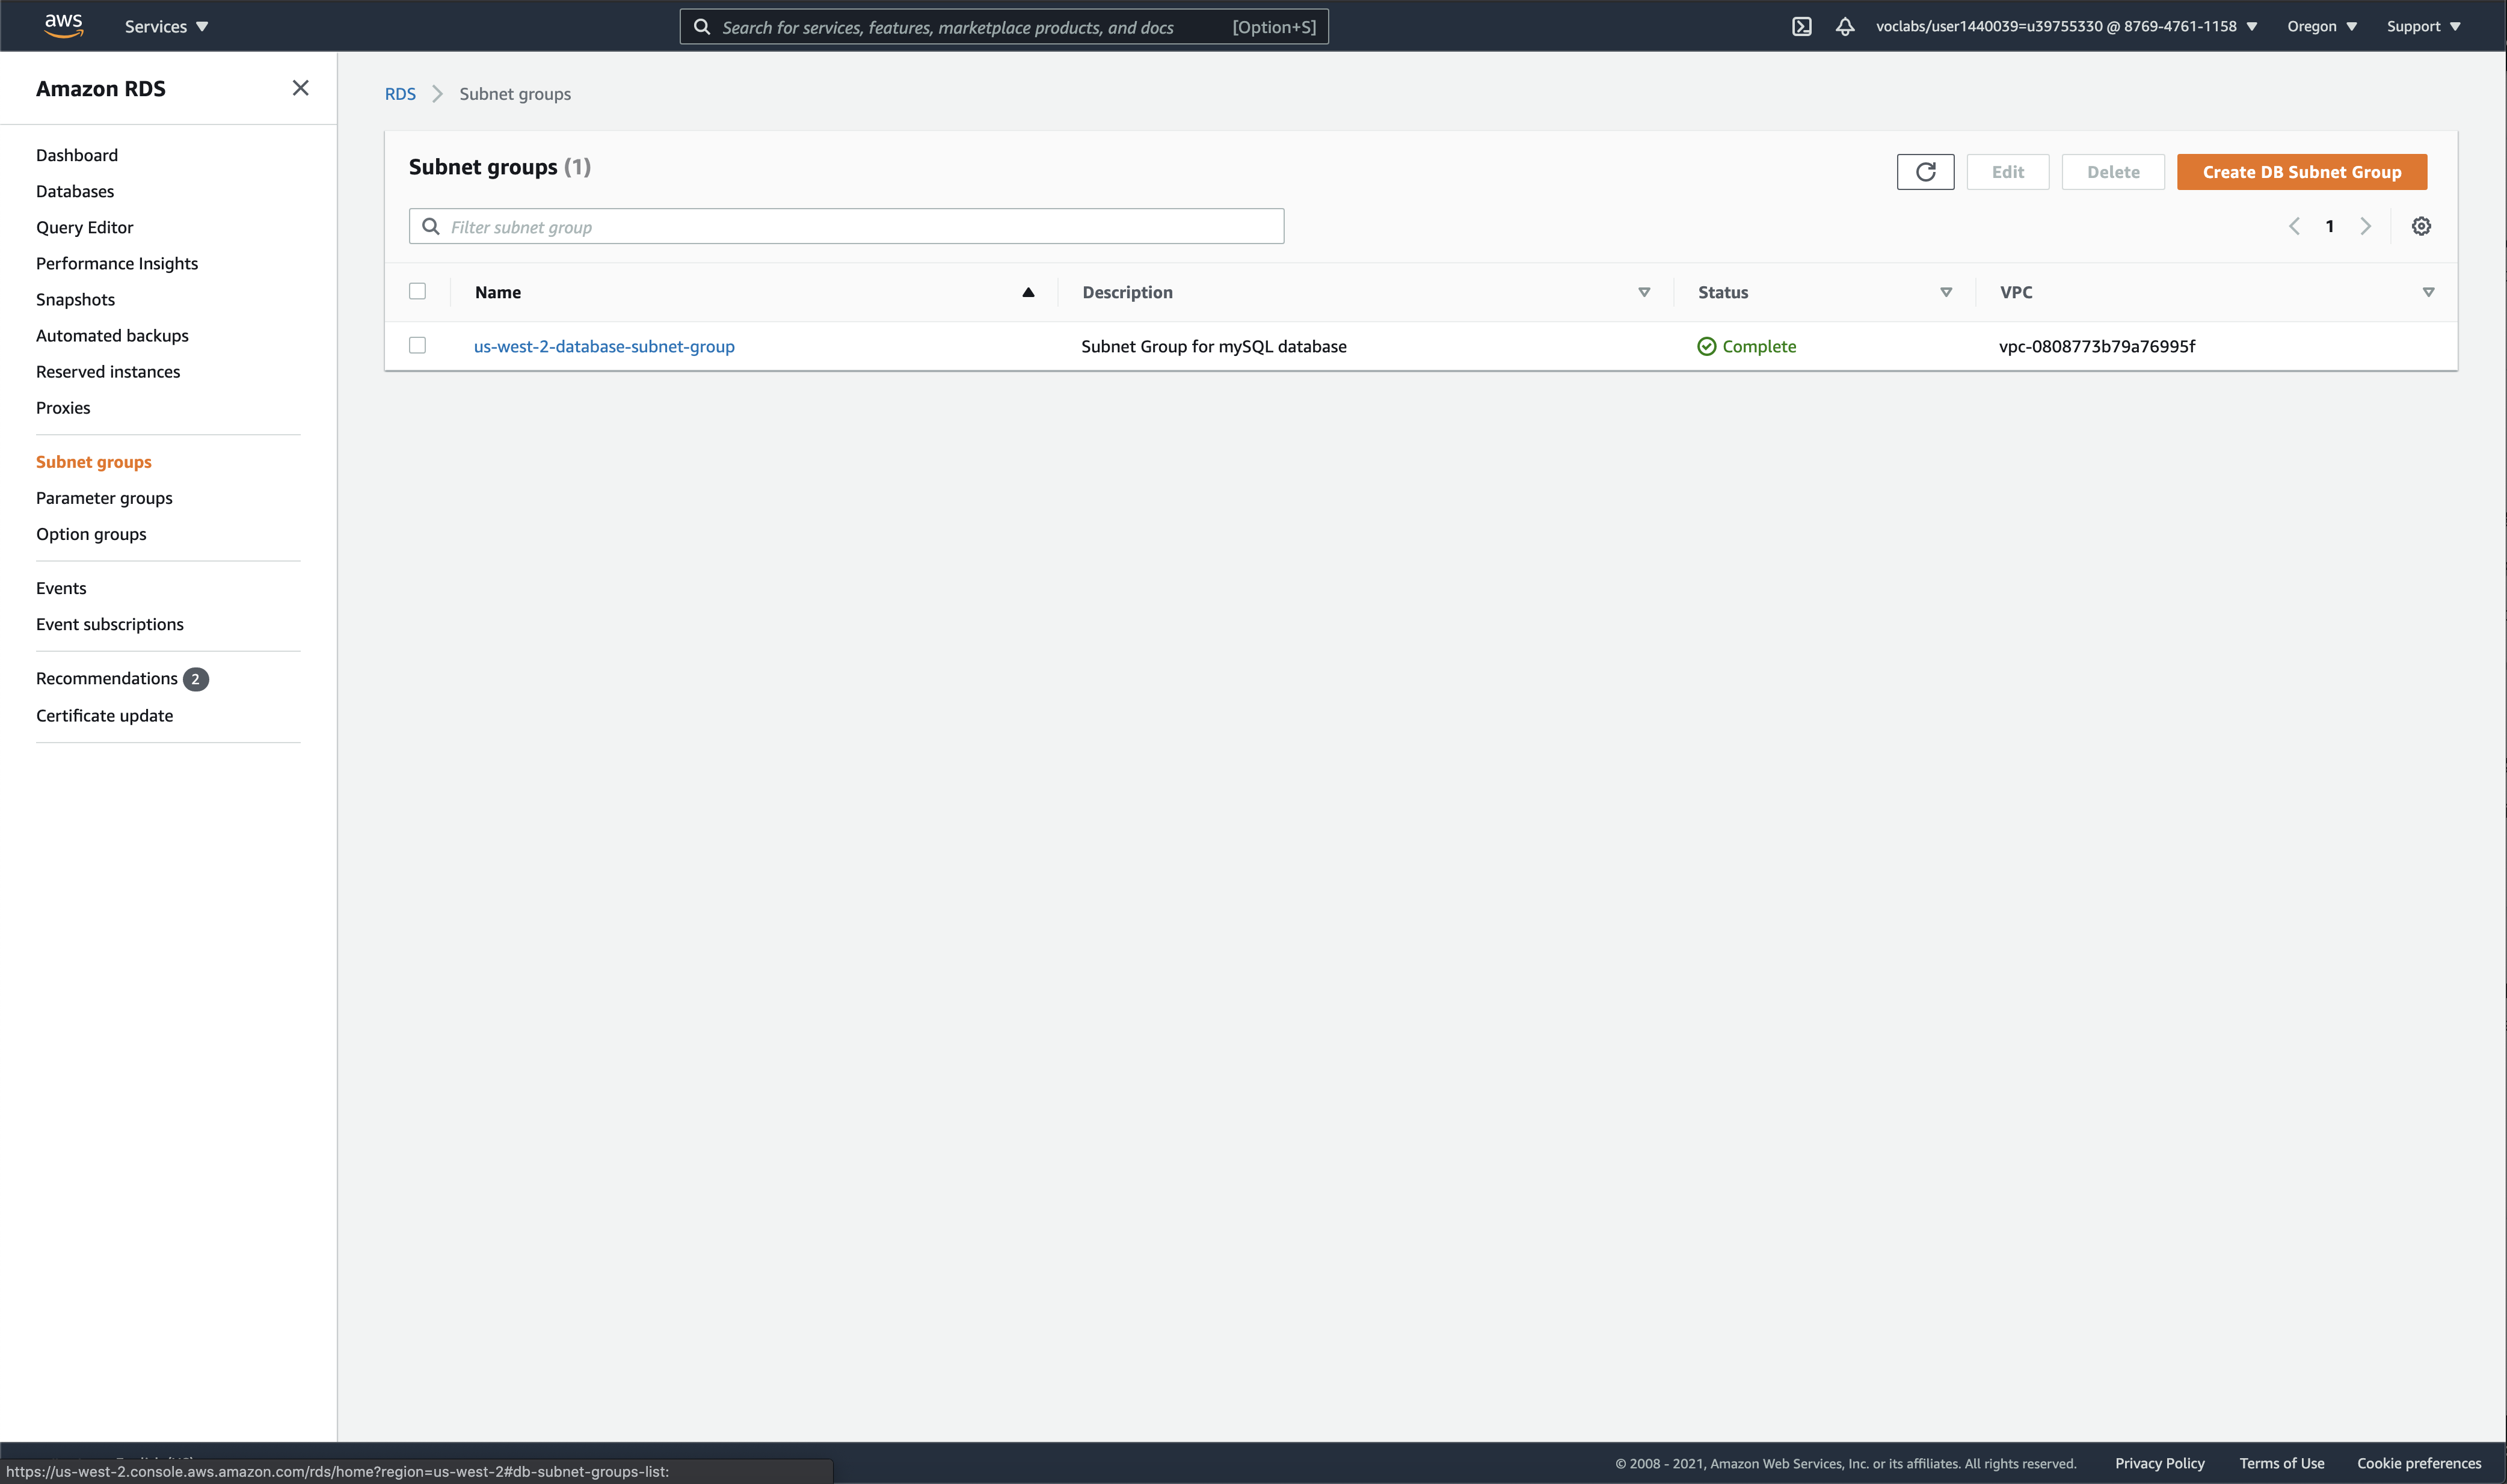 aws Services Search for services, features, marketplace products, and docs [Option+S] voclabs/user1440039=u39755330 @ 8769-4761-1158 Oregon Support
Amazon RDS
Dashboard
Databases
Query Editor
Performance Insights
Snapshots
Automated backups
Reserved instances
Proxies
Subnet groups
Parameter groups
Option groups
Events
Event subscriptions
Recommendations 2
Certificate update
RDS Subnet groups
Subnet groups (1)
Edit Delete Create DB Subnet Group
Filter subnet group
1
Name Description Status VPC
us-west-2-database-subnet-group Subnet Group for mySQL database Complete vpc-0808773b79a76995f
https://us-west-2.console.aws.amazon.com/rds/home?region=us-west-2#db-subnet-groups-list:
© 2008 - 2021, Amazon Web Services, Inc. or its affiliates. All rights reserved. Privacy Policy Terms of Use Cookie preferences